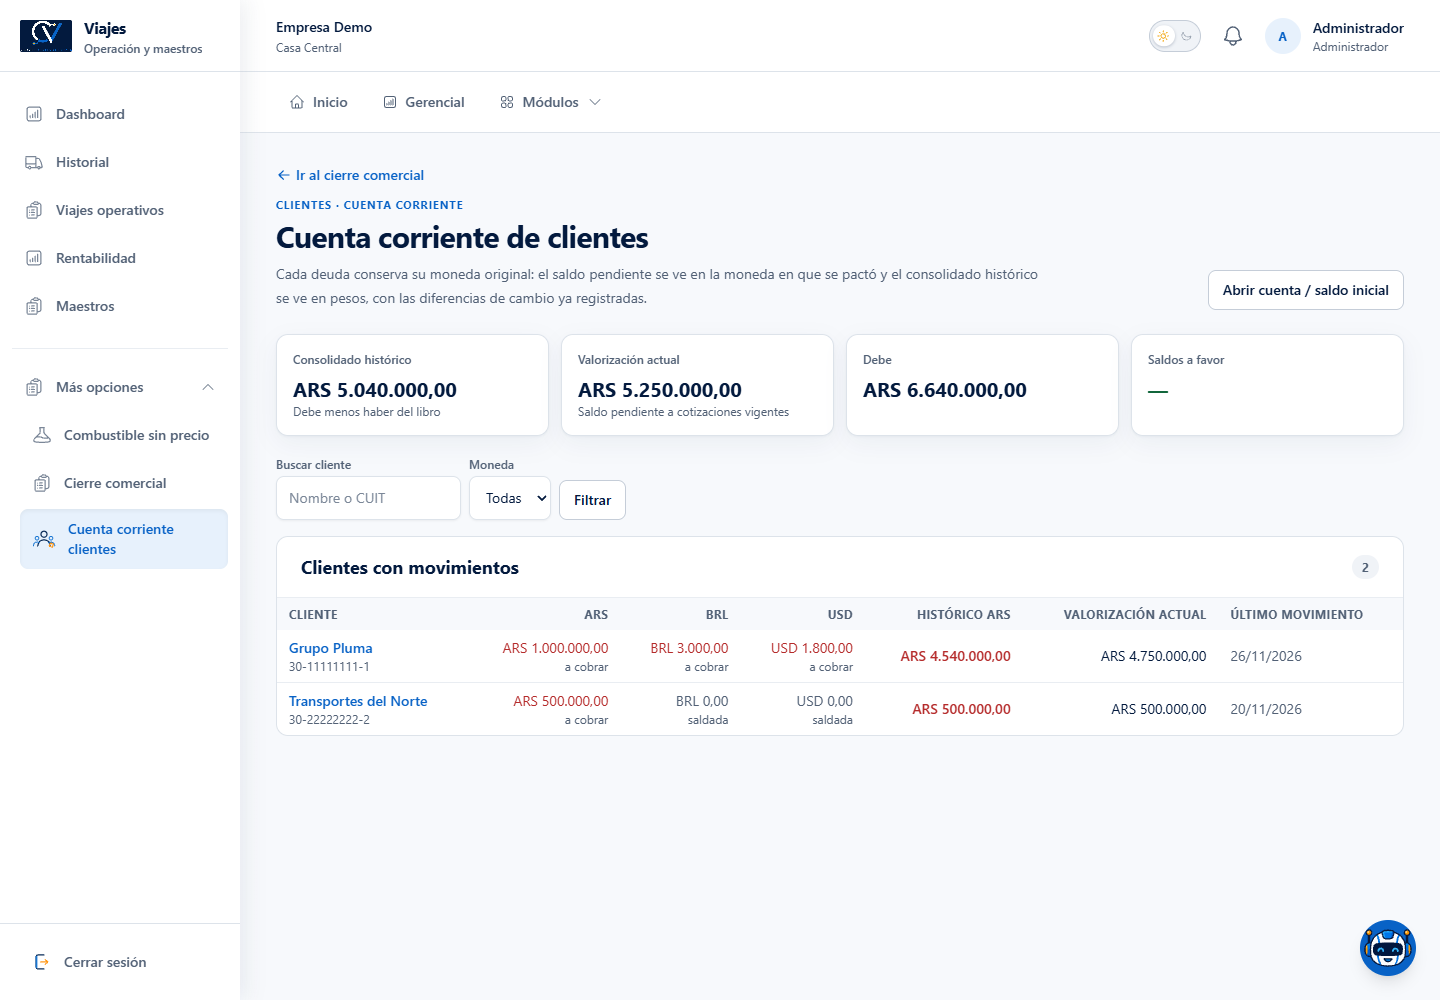 Viajes
Operación y maestros
Empresa Demo
Casa Central
A
Administrador
Administrador
Inicio
Gerencial
Módulos
Dashboard
Historial
Viajes operativos
Rentabilidad
Maestros
Más opciones
Combustible sin precio
Cierre comercial
Cuenta corriente
clientes
Cerrar sesión
← Ir al cierre comercial
CLIENTES · CUENTA CORRIENTE
Cuenta corriente de clientes
Cada deuda conserva su moneda original: el saldo pendiente se ve en la moneda en que se pactó y el consolidado histórico
se ve en pesos, con las diferencias de cambio ya registradas.
Abrir cuenta / saldo inicial
Consolidado histórico
ARS 5.040.000,00
Debe menos haber del libro
Valorización actual
ARS 5.250.000,00
Saldo pendiente a cotizaciones vigentes
Debe
ARS 6.640.000,00
Saldos a favor
—
Buscar cliente
Moneda
Nombre o CUIT
Todas
Filtrar
Clientes con movimientos
2
CLIENTE ARS BRL USD HISTÓRICO ARS VALORIZACIÓN ACTUAL ÚLTIMO MOVIMIENTO
Grupo Pluma ARS 1.000.000,00 BRL 3.000,00 USD 1.800,00 ARS 4.540.000,00 ARS 4.750.000,00 26/11/2026
30-11111111-1 a cobrar a cobrar a cobrar
Transportes del Norte ARS 500.000,00 BRL 0,00 USD 0,00 ARS 500.000,00 ARS 500.000,00 20/11/2026
30-22222222-2 a cobrar saldada saldada